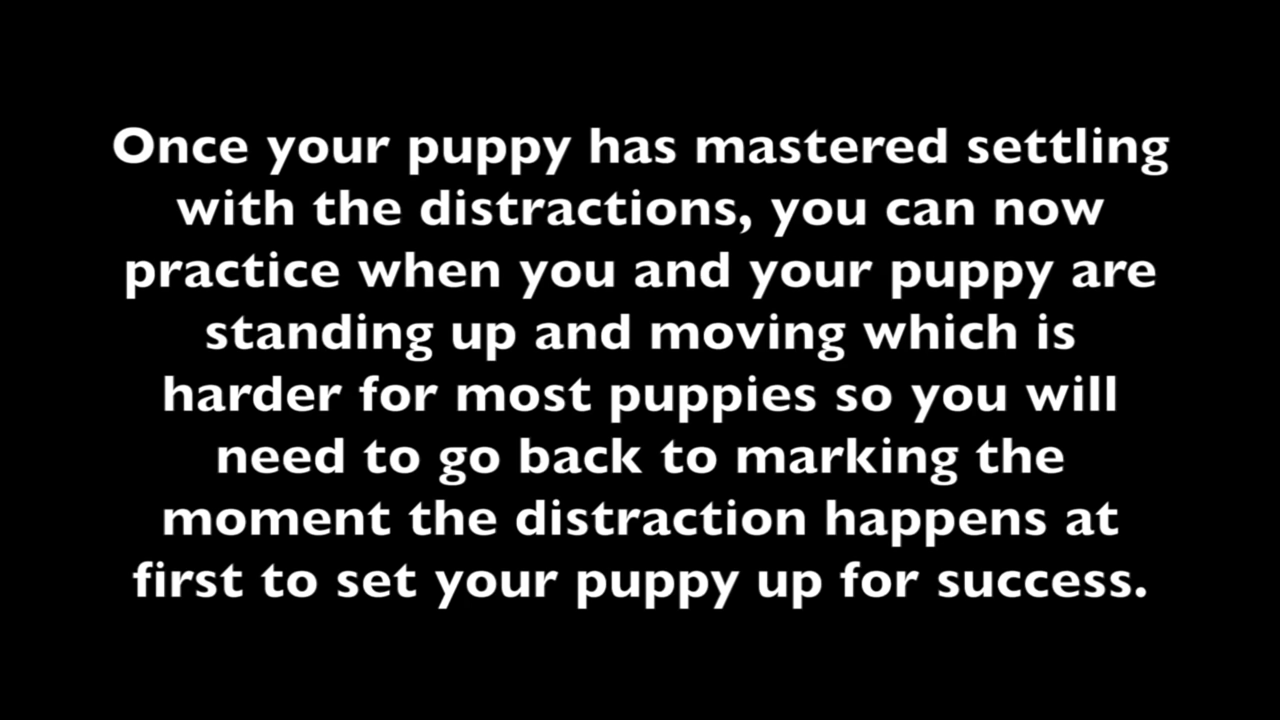 Once your puppy has mastered settling
with the distractions, you can now
practice when you and your puppy are
standing up and moving which is
harder for most puppies so you will
need to go back to marking the
moment the distraction happens at
first to set your puppy up for success.